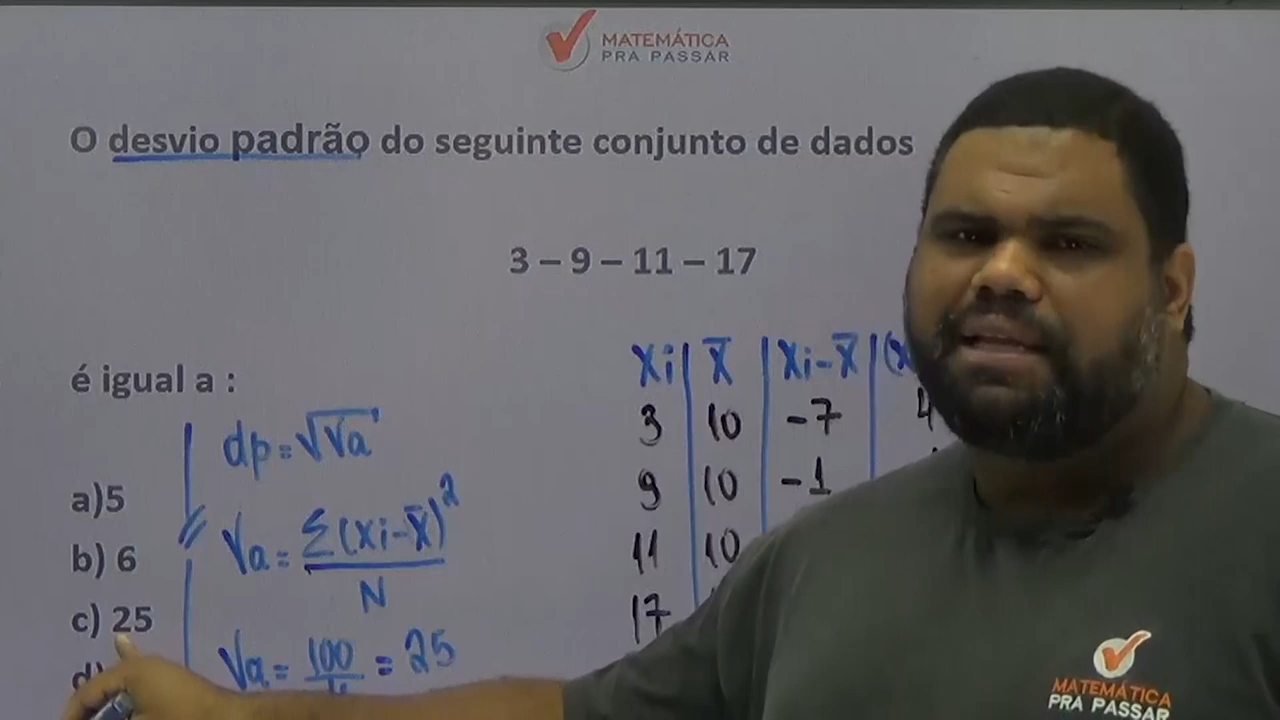 MATEMÁTICA
PRA PASSAR
O desvio padrão do seguinte conjunto de dados
3 – 9 – 11 – 17
é igual a :
a)5
b) 6
c) 25
d)
dp = √Va
Va = Σ(Xi-X̄)²
N
Va = 100 = 25
4
Xi X̄ Xi-X̄ (x
3 10 -7 4
9 10 -1
11 10
17
MATEMÁTICA
PRA PASSAR